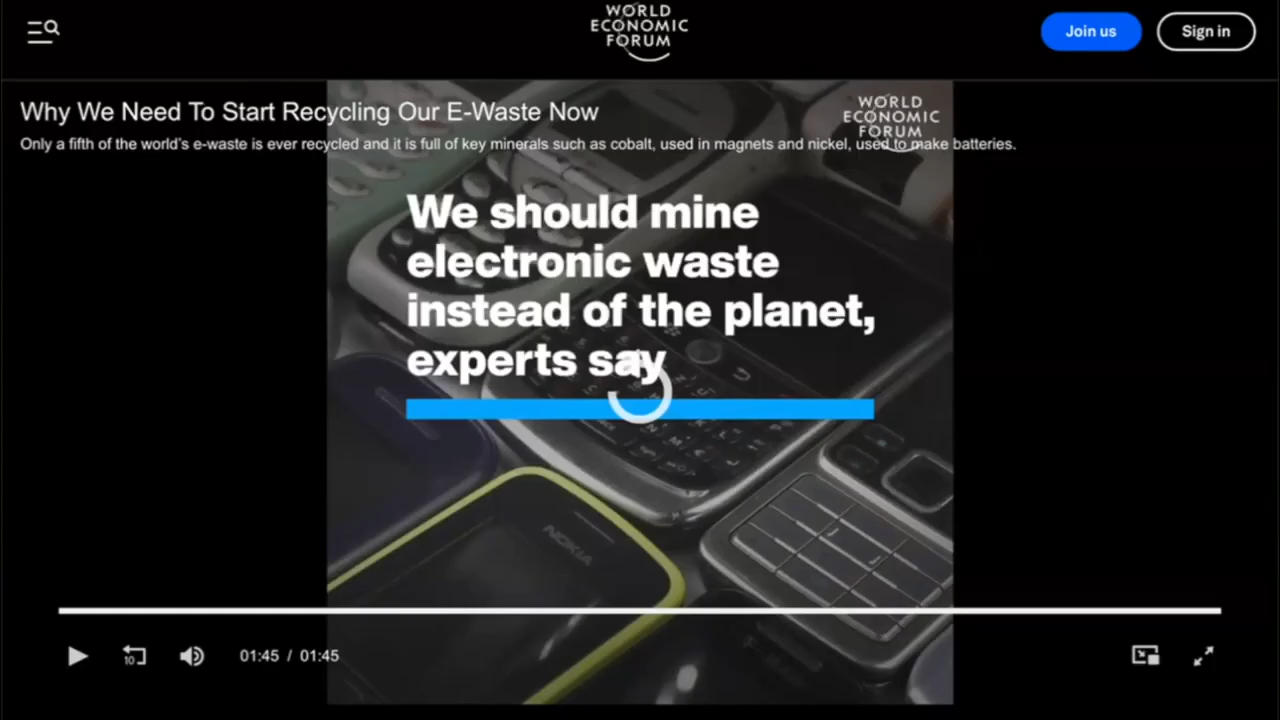 WORLD
ECONOMIC
FORUM
Join us
Sign in
Why We Need To Start Recycling Our E-Waste Now
Only a fifth of the world's e-waste is ever recycled and it is full of key minerals such as cobalt, used in magnets and nickel, used to make batteries.
WORLD
ECONOMIC
FORUM
We should mine
electronic waste
instead of the planet,
experts say
NOKIA
10
01:45 / 01:45